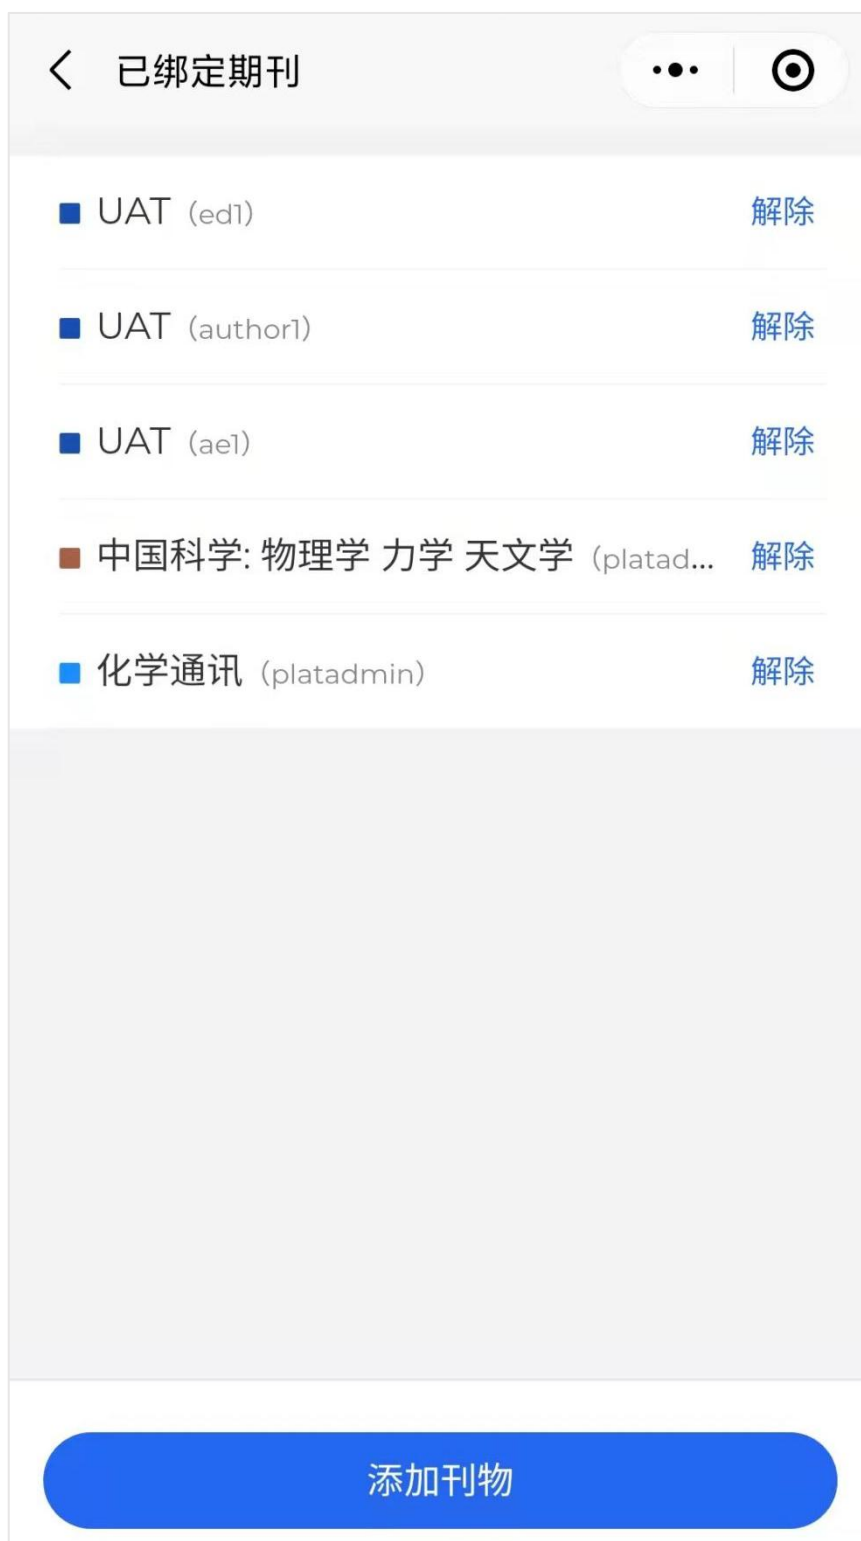 已绑定期刊
UAT（ed1） 解除
UAT（author1） 解除
UAT（ae1） 解除
中国科学: 物理学 力学 天文学（platad... 解除
化学通讯（platadmin） 解除
添加刊物